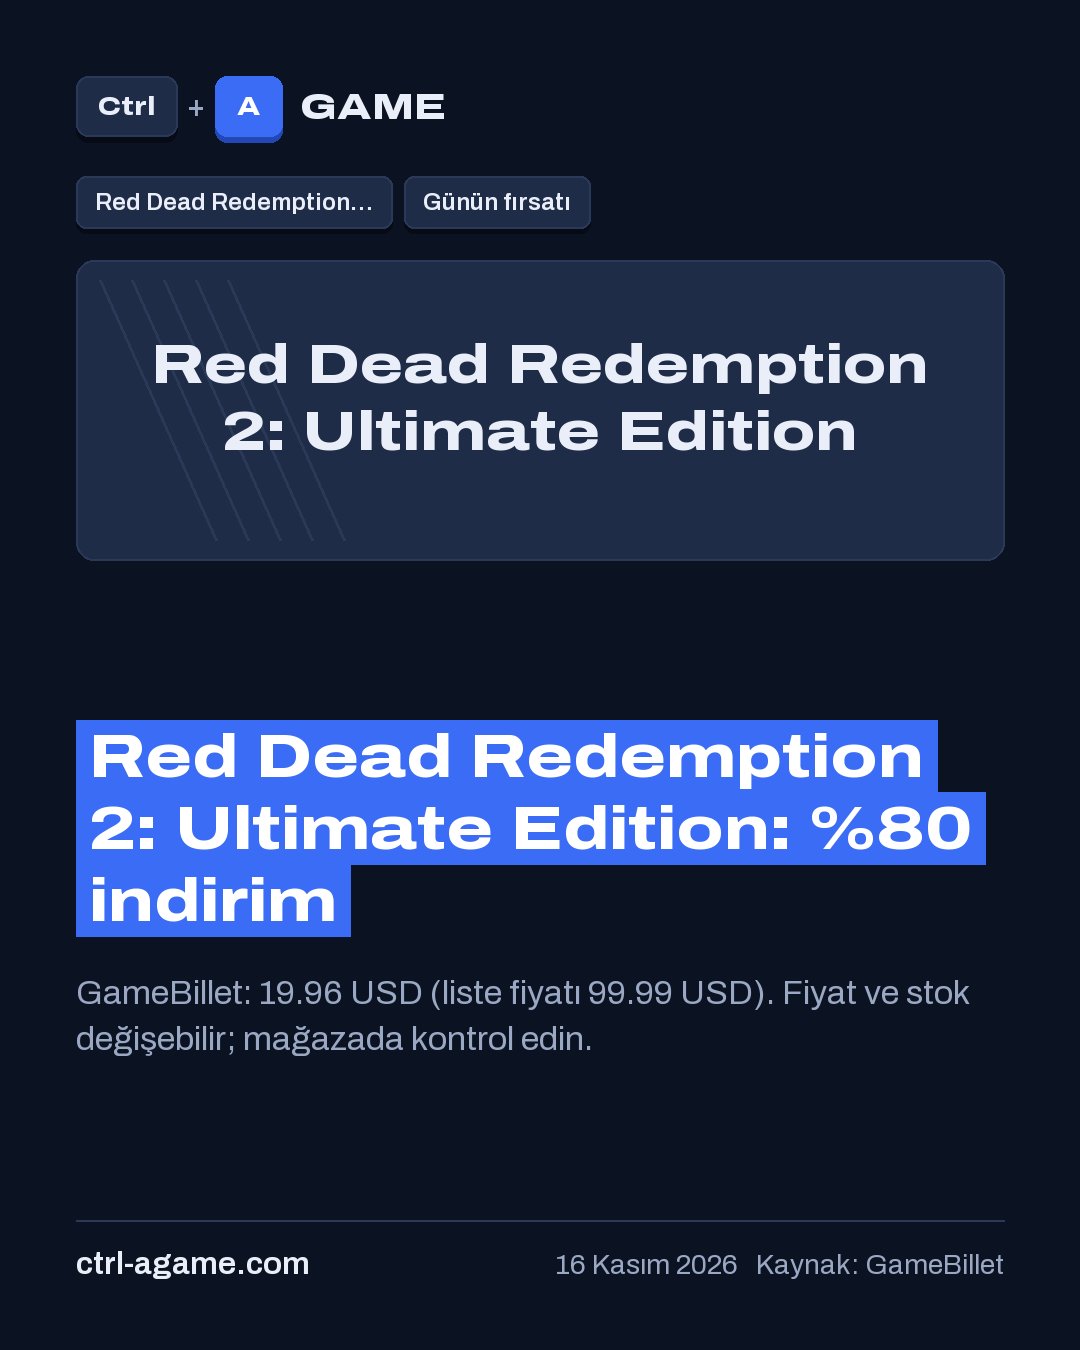 Ctrl + A GAME
Red Dead Redemption... Günün fırsatı
Red Dead Redemption
2: Ultimate Edition
Red Dead Redemption
2: Ultimate Edition: %80
indirim
GameBillet: 19.96 USD (liste fiyatı 99.99 USD). Fiyat ve stok
değişebilir; mağazada kontrol edin.
ctrl-agame.com 16 Kasım 2026 Kaynak: GameBillet